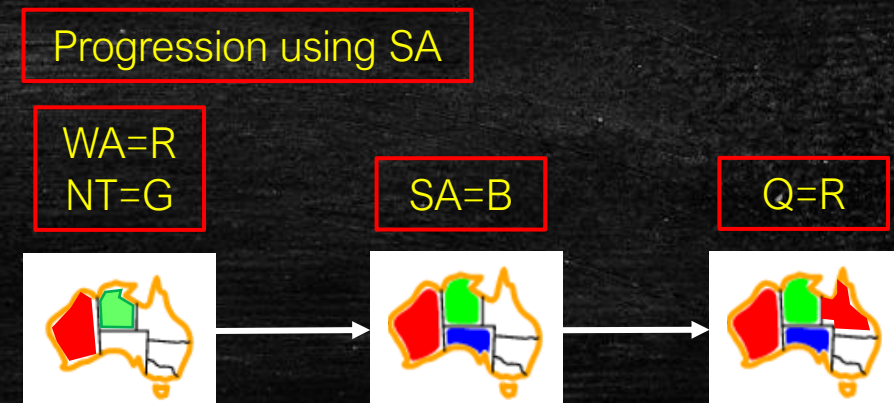 Progression using SA
WA=R
NT=G
SA=B
Q=R